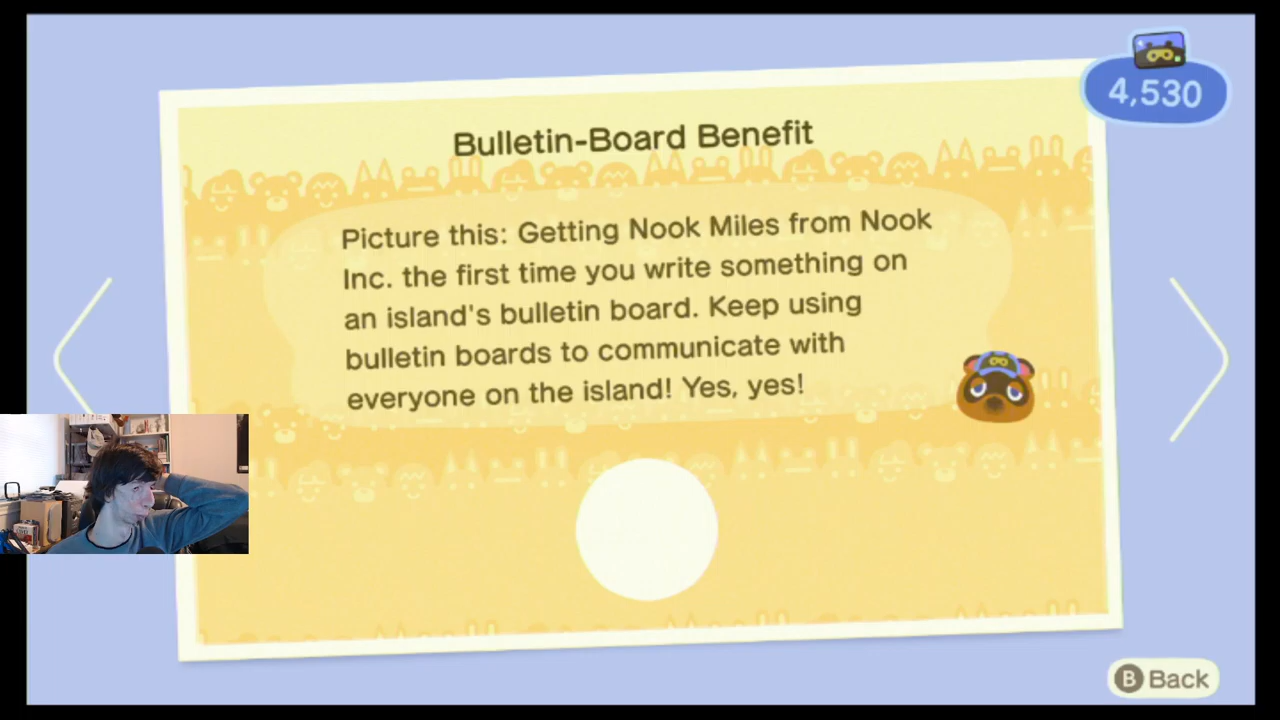 4,530
Bulletin-Board Benefit
Picture this: Getting Nook Miles from Nook
Inc. the first time you write something on
an island's bulletin board. Keep using
bulletin boards to communicate with
everyone on the island! Yes, yes!
B Back